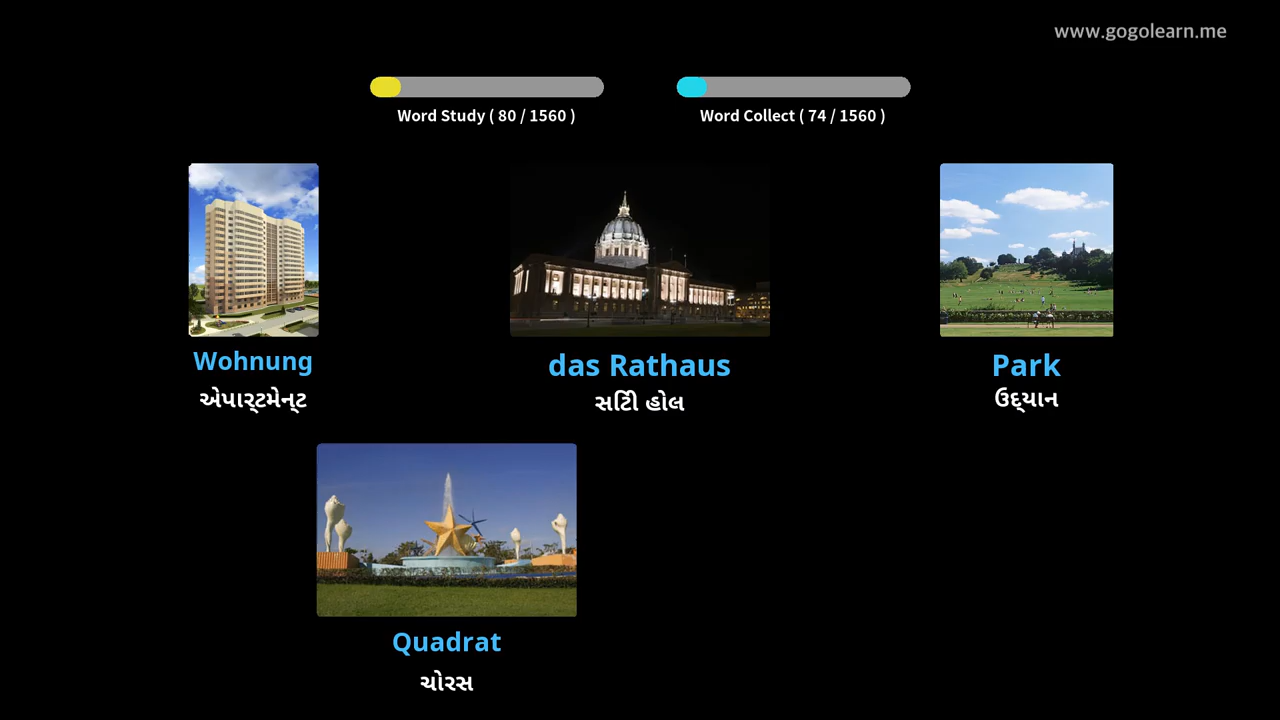 www.gogolearn.me
Word Study ( 80 / 1560 )
Word Collect ( 74 / 1560 )
Wohnung
એપાર્ટમેન્ટ
das Rathaus
સિટી હોલ
Park
ઉદ્યાન
Quadrat
ચોરસ